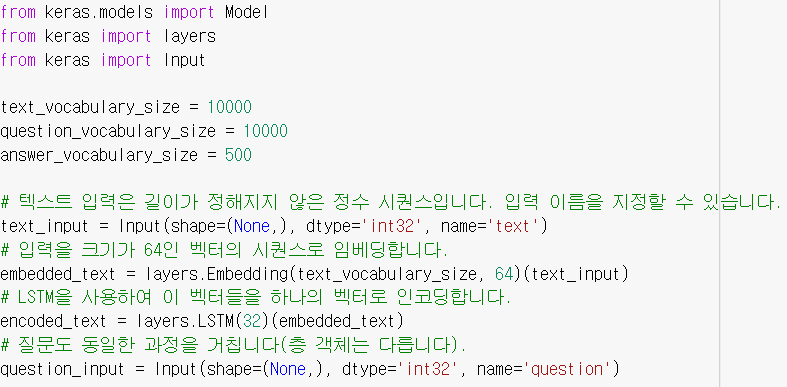 from keras.models import Model
from keras import layers
from keras import Input
text_vocabulary_size = 10000
question_vocabulary_size = 10000
answer_vocabulary_size = 500
# 텍스트 입력은 길이가 정해지지 않은 정수 시퀀스입니다. 입력 이름을 지정할 수 있습니다.
text_input = Input(shape=(None,), dtype='int32', name='text')
# 입력을 크기가 64인 벡터의 시퀀스로 임베딩합니다.
embedded_text = layers.Embedding(text_vocabulary_size, 64)(text_input)
# LSTM을 사용하여 이 벡터들을 하나의 벡터로 인코딩합니다.
encoded_text = layers.LSTM(32)(embedded_text)
# 질문도 동일한 과정을 거칩니다(층 객체는 다릅니다).
question_input = Input(shape=(None,), dtype='int32', name='question')